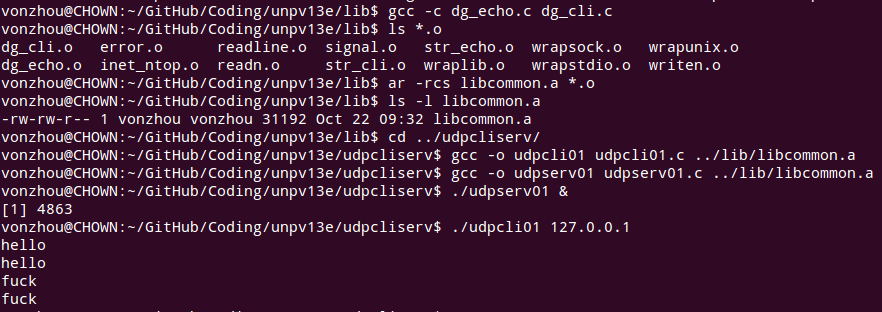 vonzhou@CHOWN:~/GitHub/Coding/unpv13e/lib$ gcc -c dg_echo.c dg_cli.c
vonzhou@CHOWN:~/GitHub/Coding/unpv13e/lib$ ls *.o
dg_cli.o   error.o      readline.o  signal.o   str_echo.o  wrapsock.o   wrapunix.o
dg_echo.o  inet_ntop.o  readn.o     str_cli.o  wraplib.o   wrapstdio.o  writen.o
vonzhou@CHOWN:~/GitHub/Coding/unpv13e/lib$ ar -rcs libcommon.a *.o
vonzhou@CHOWN:~/GitHub/Coding/unpv13e/lib$ ls -l libcommon.a
-rw-rw-r-- 1 vonzhou vonzhou 31192 Oct 22 09:32 libcommon.a
vonzhou@CHOWN:~/GitHub/Coding/unpv13e/lib$ cd ../udpcliserv/
vonzhou@CHOWN:~/GitHub/Coding/unpv13e/udpcliserv$ gcc -o udpcli01 udpcli01.c ../lib/libcommon.a
vonzhou@CHOWN:~/GitHub/Coding/unpv13e/udpcliserv$ gcc -o udpserv01 udpserv01.c ../lib/libcommon.a
vonzhou@CHOWN:~/GitHub/Coding/unpv13e/udpcliserv$ ./udpserv01 &
[1] 4863
vonzhou@CHOWN:~/GitHub/Coding/unpv13e/udpcliserv$ ./udpcli01 127.0.0.1
hello
hello
fuck
fuck